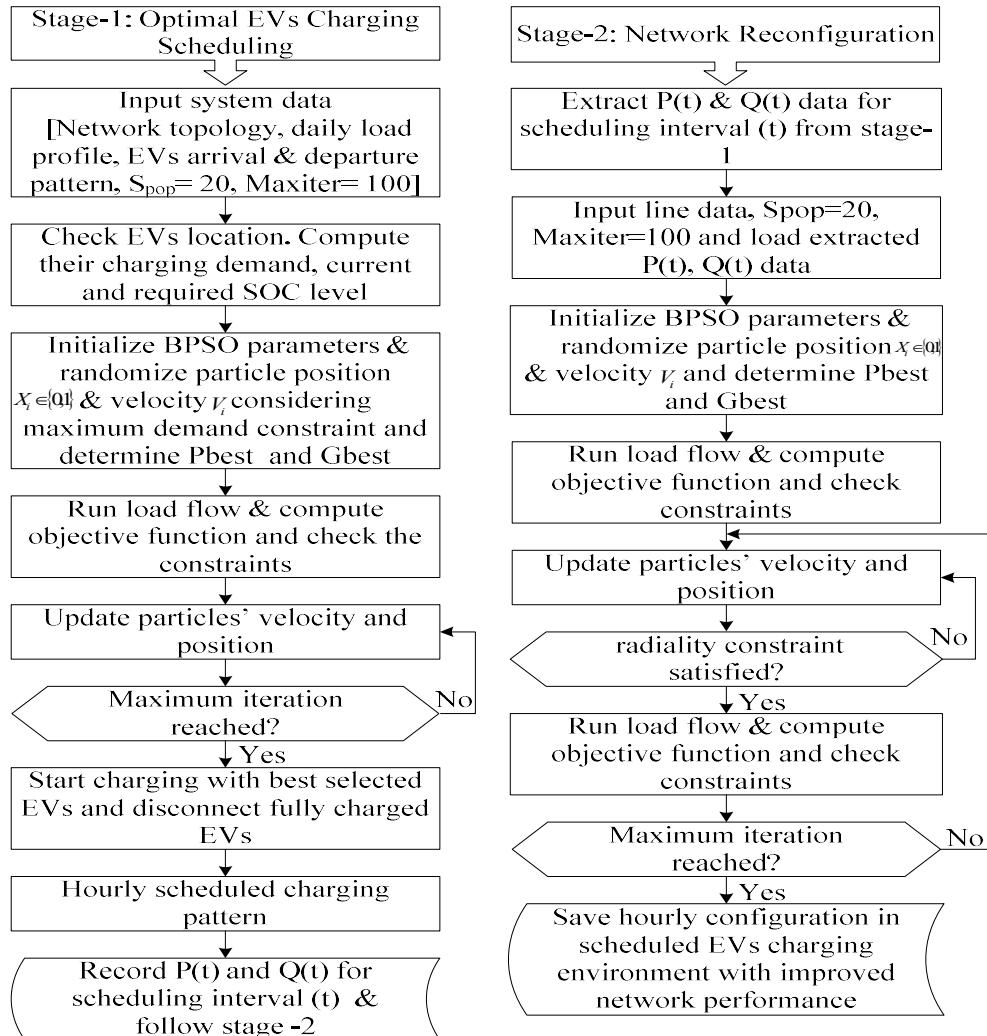 Stage-1: Optimal EVs Charging
Scheduling
Input system data
[Network topology, daily load
profile, EVs arrival & departure
pattern, Spop= 20, Maxiter= 100]
Check EVs location. Compute
their charging demand, current
and required SOC level
Initialize BPSO parameters &
randomize particle position
X_i ∈{0,1} & velocity V_i considering
maximum demand constraint and
determine Pbest and Gbest
Run load flow & compute
objective function and check the
constraints
Update particles’ velocity and
position
No
Maximum iteration
reached?
Yes
Start charging with best selected
EVs and disconnect fully charged
EVs
Hourly scheduled charging
pattern
Record P(t) and Q(t) for
scheduling interval (t) &
follow stage -2
Stage-2: Network Reconfiguration
Extract P(t) & Q(t) data for
scheduling interval (t) from stage-
1
Input line data, Spop=20,
Maxiter=100 and load extracted
P(t), Q(t) data
Initialize BPSO parameters &
randomize particle position X_i ∈{0,1}
& velocity V_i and determine Pbest
and Gbest
Run load flow & compute
objective function and check
constraints
Update particles’ velocity and
position
No
radiality constraint
satisfied?
Yes
Run load flow & compute
objective function and check
constraints
Maximum iteration
reached?
No
Yes
Save hourly configuration in
scheduled EVs charging
environment with improved
network performance